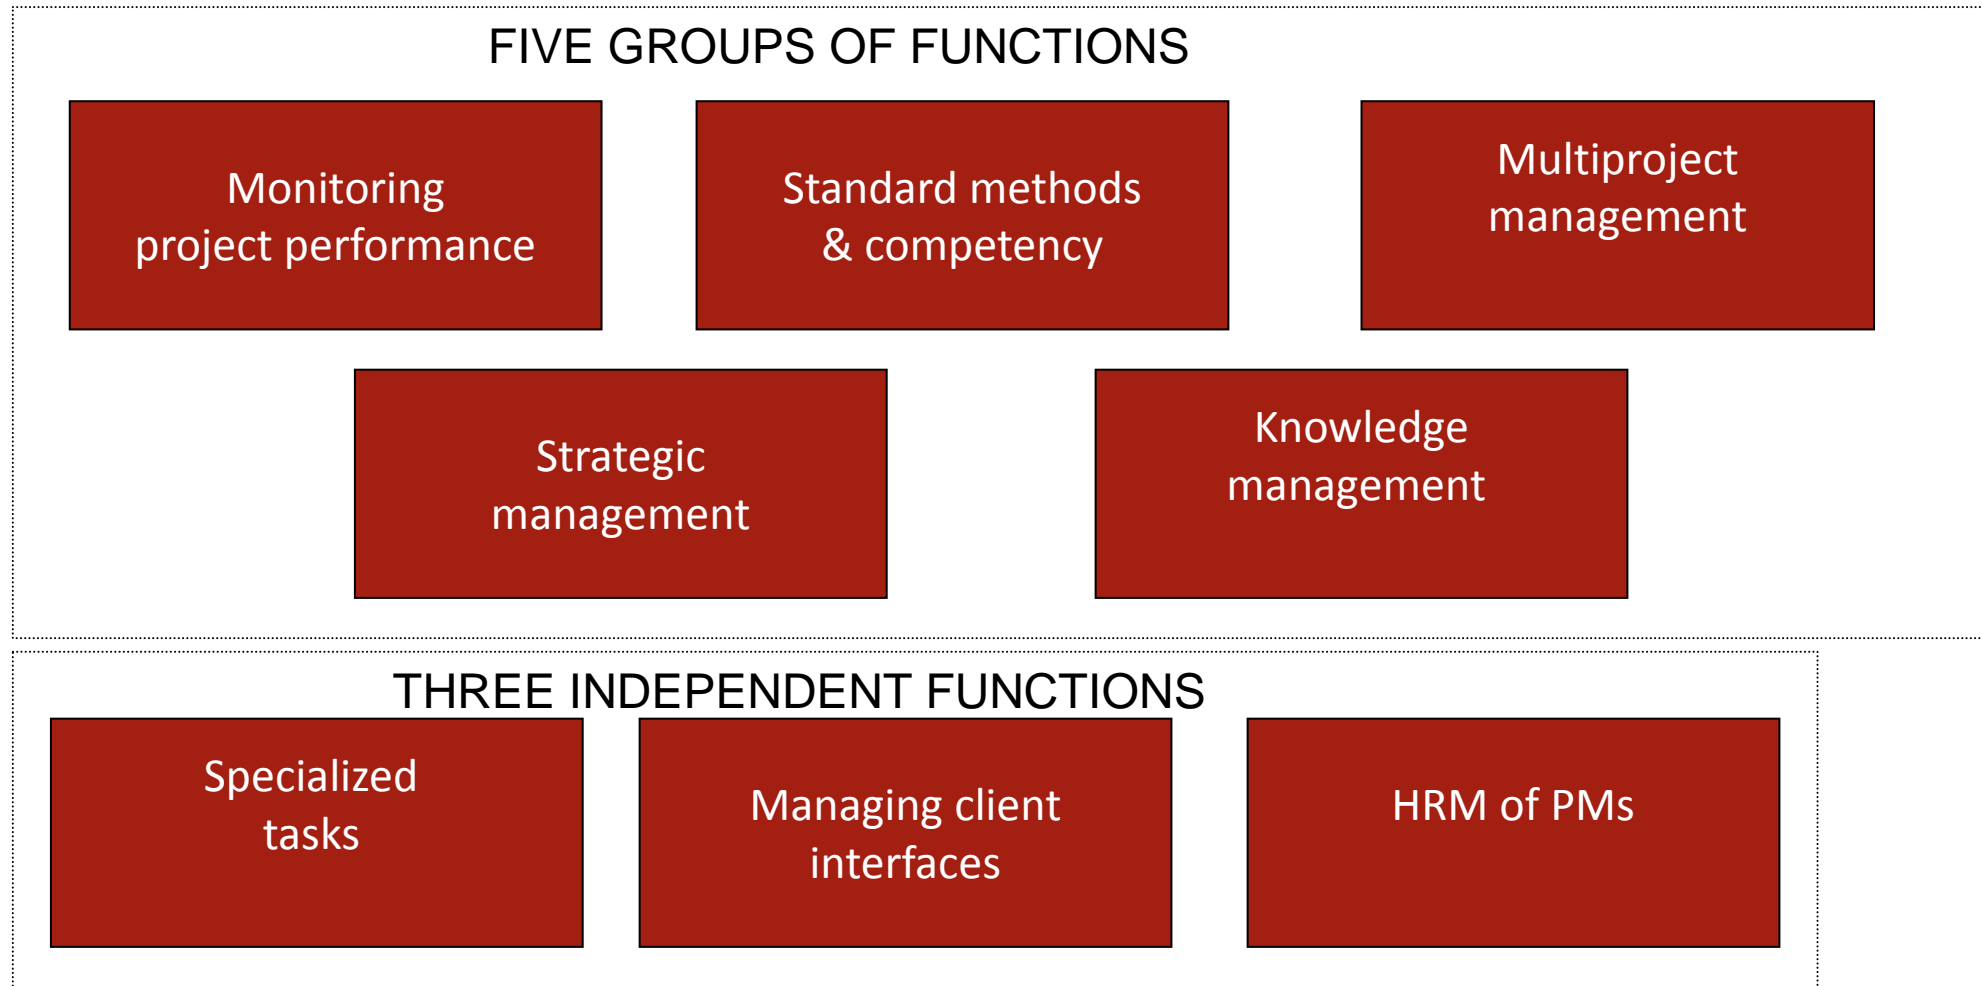 FIVE GROUPS OF FUNCTIONS
Monitoring
project performance
Standard methods
& competency
Multiproject
management
Strategic
management
Knowledge
management
THREE INDEPENDENT FUNCTIONS
Specialized
tasks
Managing client
interfaces
HRM of PMs